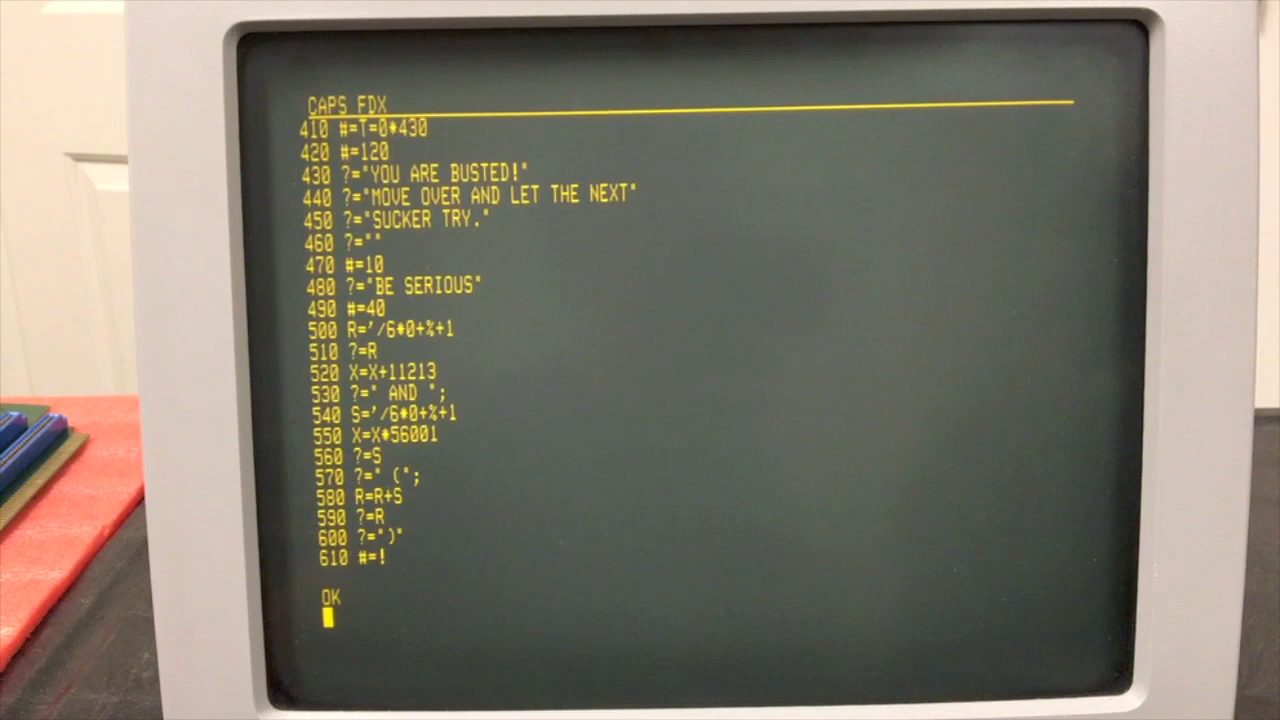 CAPS FDX
410 #=T=0*430
420 #=120
430 ?="YOU ARE BUSTED!"
440 ?="MOVE OVER AND LET THE NEXT"
450 ?="SUCKER TRY."
460 ?=""
470 #=10
480 ?="BE SERIOUS"
490 #=40
500 R='/6*0+%+1
510 ?=R
520 X=X+11213
530 ?=" AND ";
540 S='/6*0+%+1
550 X=X*56001
560 ?=S
570 ?=" (";
580 R=R+S
590 ?=R
600 ?=")"
610 #=!
OK